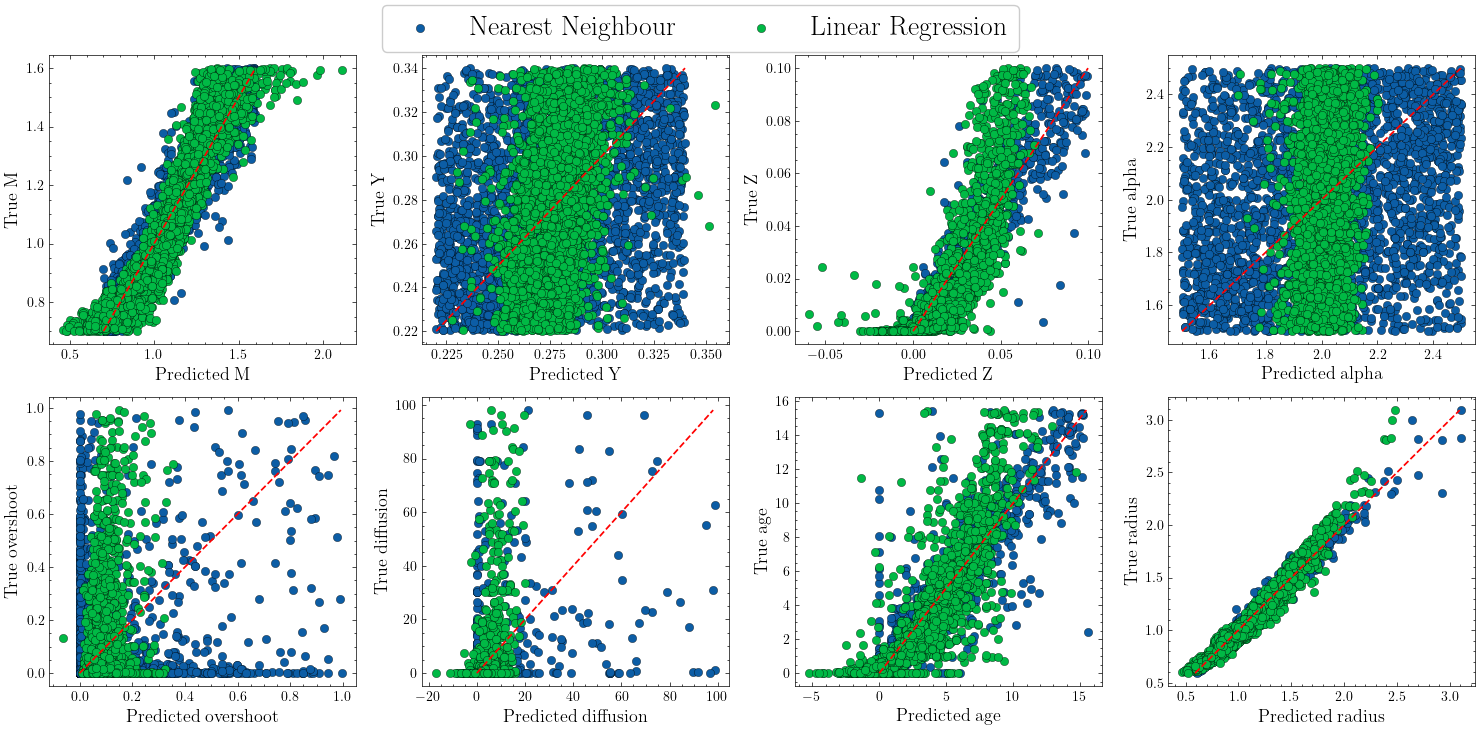 Nearest Neighbour Linear Regression
True M
1.6
1.4
1.2
1.0
0.8
0.5 1.0 1.5 2.0
Predicted M
True Y
0.34
0.32
0.30
0.28
0.26
0.24
0.22
0.225 0.250 0.275 0.300 0.325 0.350
Predicted Y
True Z
0.10
0.08
0.06
0.04
0.02
0.00
−0.05 0.00 0.05 0.10
Predicted Z
True alpha
2.4
2.2
2.0
1.8
1.6
1.6 1.8 2.0 2.2 2.4
Predicted alpha
True overshoot
1.0
0.8
0.6
0.4
0.2
0.0
0.0 0.2 0.4 0.6 0.8 1.0
Predicted overshoot
True diffusion
100
80
60
40
20
0
−20 0 20 40 60 80 100
Predicted diffusion
True age
16
14
12
10
8
6
4
2
0
−5 0 5 10 15
Predicted age
True radius
3.0
2.5
2.0
1.5
1.0
0.5
0.5 1.0 1.5 2.0 2.5 3.0
Predicted radius